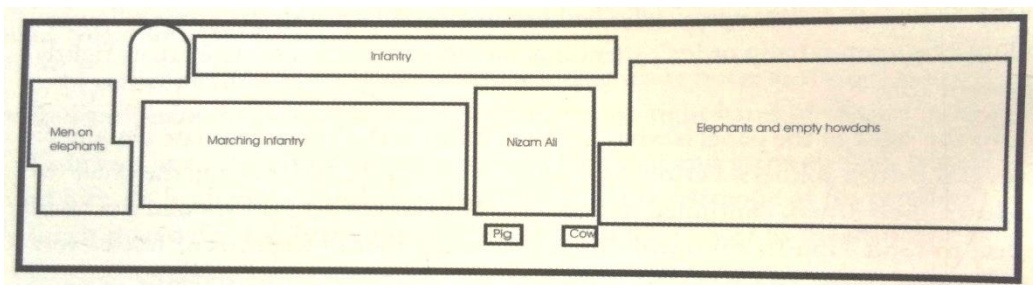 Infantry
Men on
elephants
Marching Infantry
Nizam Ali
Elephants and empty howdahs
Pig
Cow